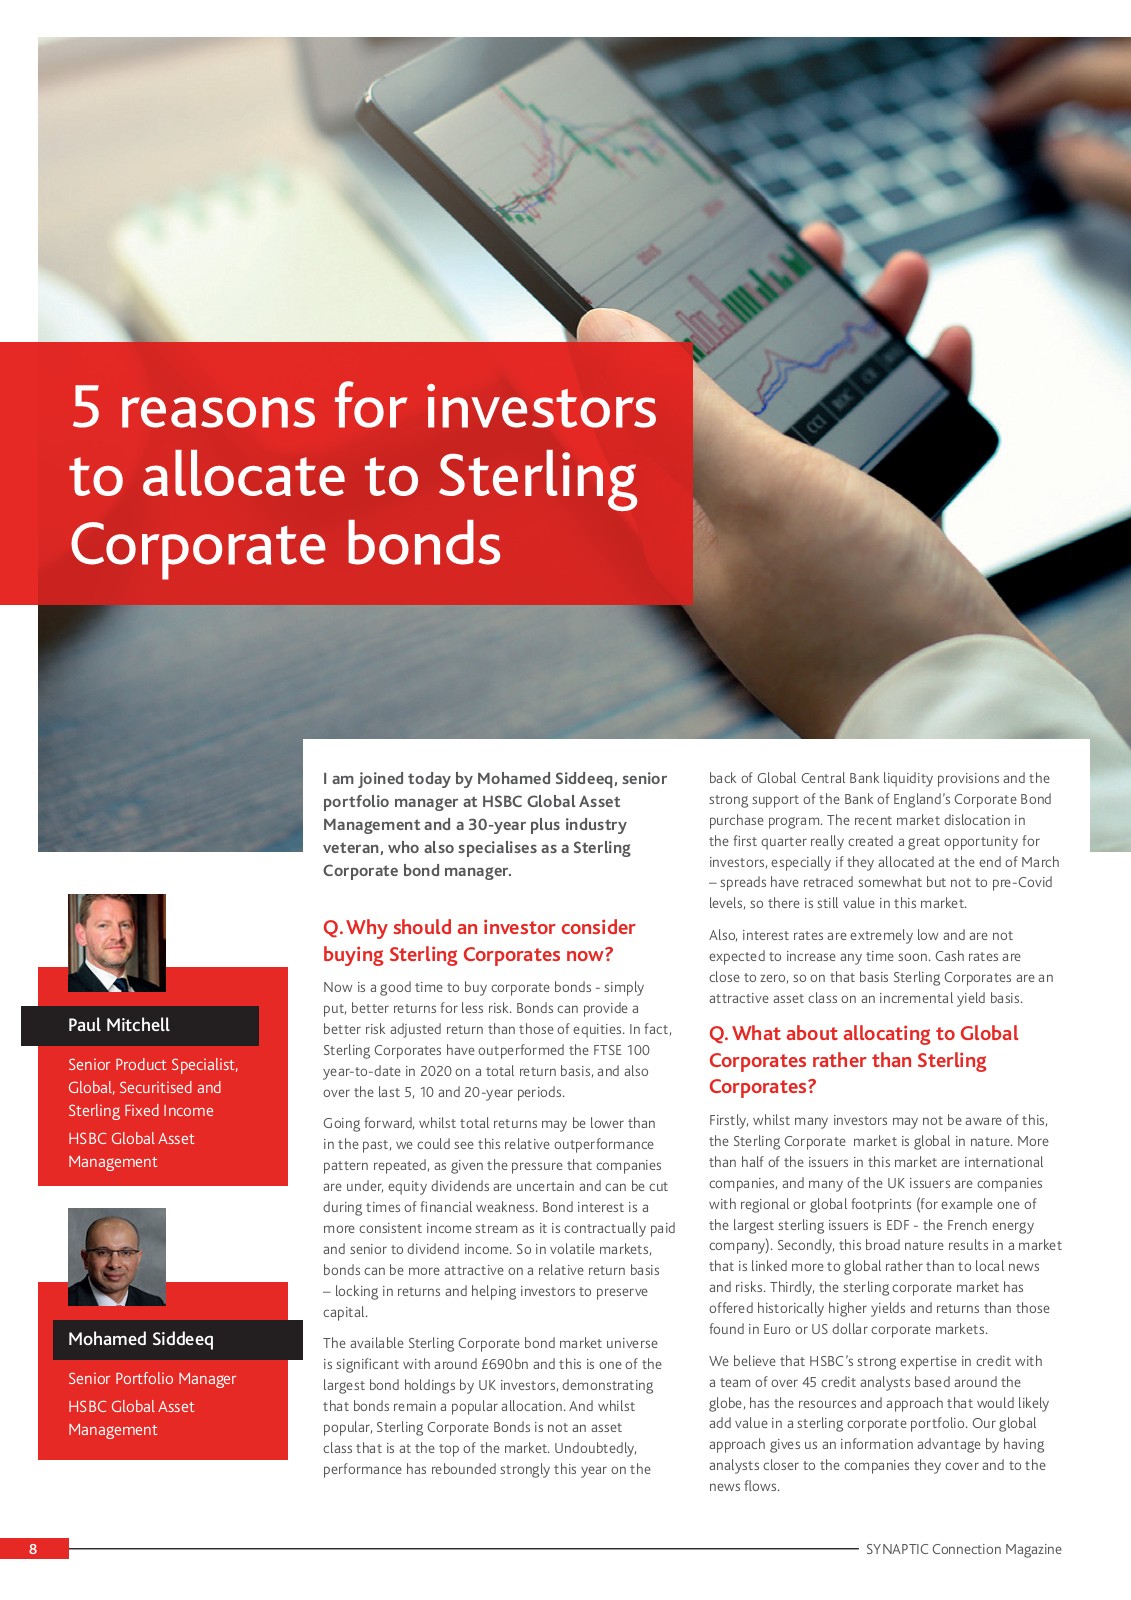 2015
2016
CCI
ROC
5 reasons for investors
to allocate to Sterling
Corporate bonds
Paul Mitchell
Senior Product Specialist,
Global, Securitised and
Sterling Fixed Income
HSBC Global Asset
Management
Mohamed Siddeeq
Senior Portfolio Manager
HSBC Global Asset
Management
I am joined today by Mohamed Siddeeq, senior
portfolio manager at HSBC Global Asset
Management and a 30-year plus industry
veteran, who also specialises as a Sterling
Corporate bond manager.
Q. Why should an investor consider
buying Sterling Corporates now?
Now is a good time to buy corporate bonds - simply
put, better returns for less risk. Bonds can provide a
better risk adjusted return than those of equities. In fact,
Sterling Corporates have outperformed the FTSE 100
year-to-date in 2020 on a total return basis, and also
over the last 5, 10 and 20-year periods.
Going forward, whilst total returns may be lower than
in the past, we could see this relative outperformance
pattern repeated, as given the pressure that companies
are under, equity dividends are uncertain and can be cut
during times of financial weakness. Bond interest is a
more consistent income stream as it is contractually paid
and senior to dividend income. So in volatile markets,
bonds can be more attractive on a relative return basis
– locking in returns and helping investors to preserve
capital.
The available Sterling Corporate bond market universe
is significant with around £690bn and this is one of the
largest bond holdings by UK investors, demonstrating
that bonds remain a popular allocation. And whilst
popular, Sterling Corporate Bonds is not an asset
class that is at the top of the market. Undoubtedly,
performance has rebounded strongly this year on the
back of Global Central Bank liquidity provisions and the
strong support of the Bank of England's Corporate Bond
purchase program. The recent market dislocation in
the first quarter really created a great opportunity for
investors, especially if they allocated at the end of March
– spreads have retraced somewhat but not to pre-Covid
levels, so there is still value in this market.
Also, interest rates are extremely low and are not
expected to increase any time soon. Cash rates are
close to zero, so on that basis Sterling Corporates are an
attractive asset class on an incremental yield basis.
Q. What about allocating to Global
Corporates rather than Sterling
Corporates?
Firstly, whilst many investors may not be aware of this,
the Sterling Corporate market is global in nature. More
than half of the issuers in this market are international
companies, and many of the UK issuers are companies
with regional or global footprints (for example one of
the largest sterling issuers is EDF - the French energy
company). Secondly, this broad nature results in a market
that is linked more to global rather than to local news
and risks. Thirdly, the sterling corporate market has
offered historically higher yields and returns than those
found in Euro or US dollar corporate markets.
We believe that HSBC's strong expertise in credit with
a team of over 45 credit analysts based around the
globe, has the resources and approach that would likely
add value in a sterling corporate portfolio. Our global
approach gives us an information advantage by having
analysts closer to the companies they cover and to the
news flows.
8
SYNAPTIC Connection Magazine